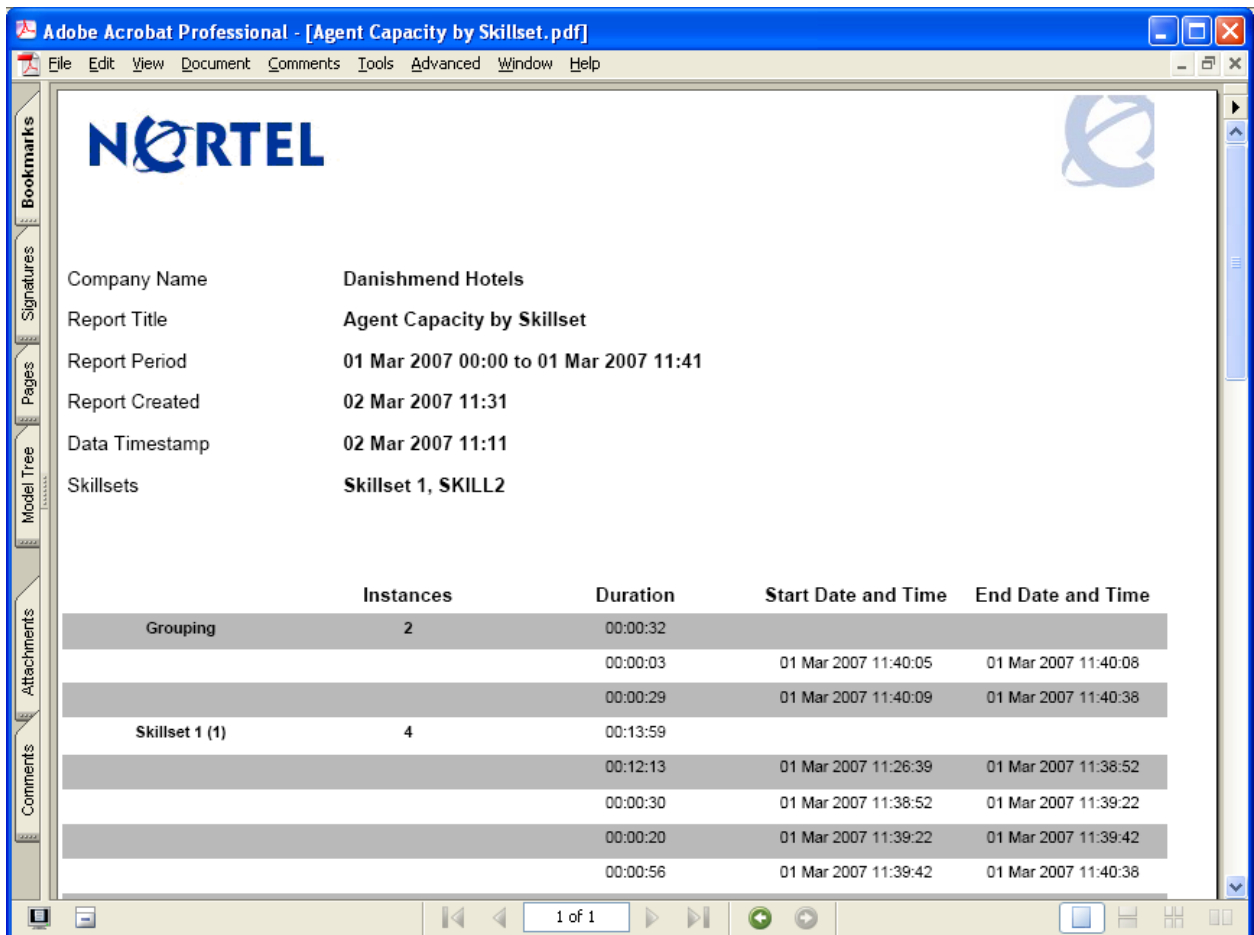 Adobe Acrobat Professional - [Agent Capacity by Skillset.pdf]
File Edit View Document Comments Tools Advanced Window Help
Bookmarks
Signatures
Pages
Model Tree
Attachments
Comments
NORTEL
Company Name Danishmend Hotels
Report Title Agent Capacity by Skillset
Report Period 01 Mar 2007 00:00 to 01 Mar 2007 11:41
Report Created 02 Mar 2007 11:31
Data Timestamp 02 Mar 2007 11:11
Skillsets Skillset 1, SKILL2
Instances Duration Start Date and Time End Date and Time
Grouping 2 00:00:32
00:00:03 01 Mar 2007 11:40:05 01 Mar 2007 11:40:08
00:00:29 01 Mar 2007 11:40:09 01 Mar 2007 11:40:38
Skillset 1 (1) 4 00:13:59
00:12:13 01 Mar 2007 11:26:39 01 Mar 2007 11:38:52
00:00:30 01 Mar 2007 11:38:52 01 Mar 2007 11:39:22
00:00:20 01 Mar 2007 11:39:22 01 Mar 2007 11:39:42
00:00:56 01 Mar 2007 11:39:42 01 Mar 2007 11:40:38
1 of 1